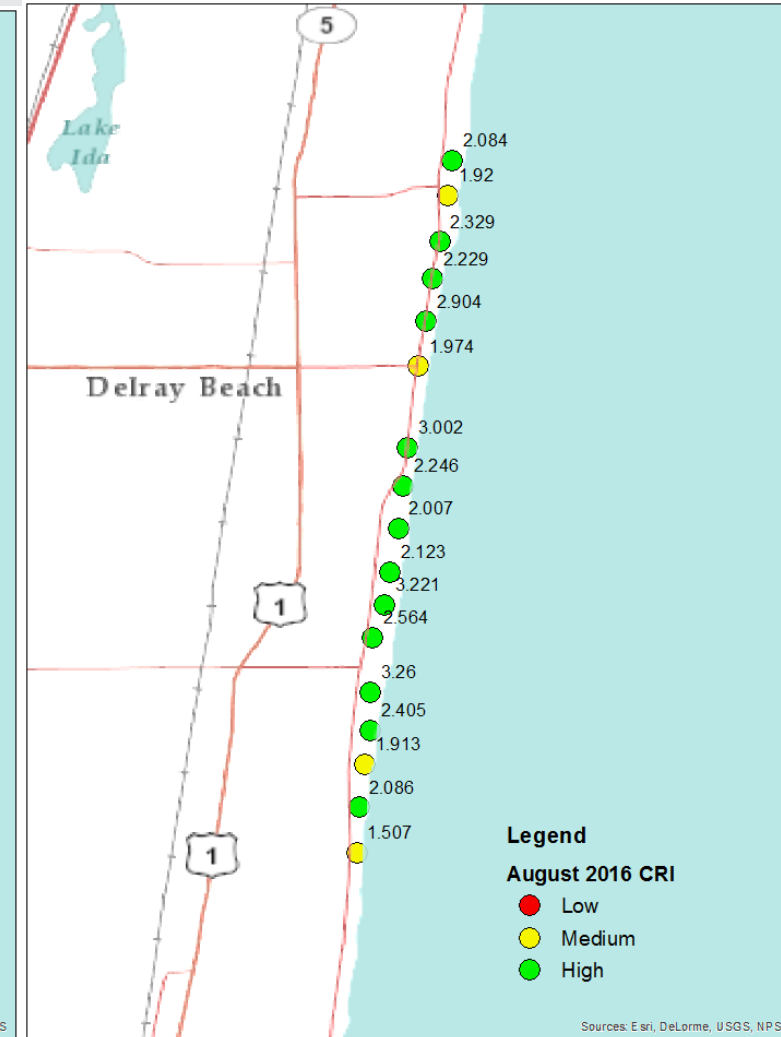 5
Lake
Ida
2.084
1.92
2.329
2.229
2.904
1.974
Delray Beach
3.002
2.246
2.007
2.123
3.221
1
2.564
3.26
2.405
1.913
2.086
1.507
1
Legend
August 2016 CRI
Low
Medium
High
S
Sources: Esri, DeLorme, USGS, NPS